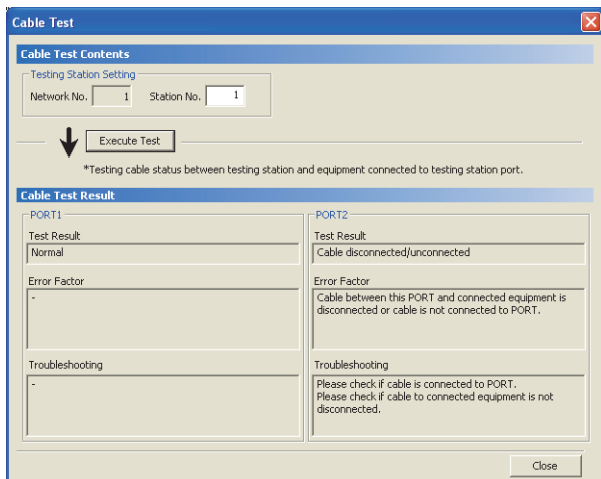 Cable Test
Cable Test Contents
Testing Station Setting
Network No. 1 Station No. 1
Execute Test
*Testing cable status between testing station and equipment connected to testing station port.
Cable Test Result
PORT1
Test Result
Normal
Error Factor
-
Troubleshooting
-
PORT2
Test Result
Cable disconnected/unconnected
Error Factor
Cable between this PORT and connected equipment is
disconnected or cable is not connected to PORT.
Troubleshooting
Please check if cable is connected to PORT.
Please check if cable to connected equipment is not
disconnected.
Close